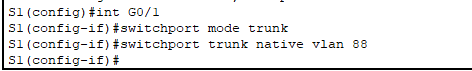 S1(config)#int G0/1
S1(config-if)#switchport mode trunk
S1(config-if)#switchport trunk native vlan 88
S1(config-if)#